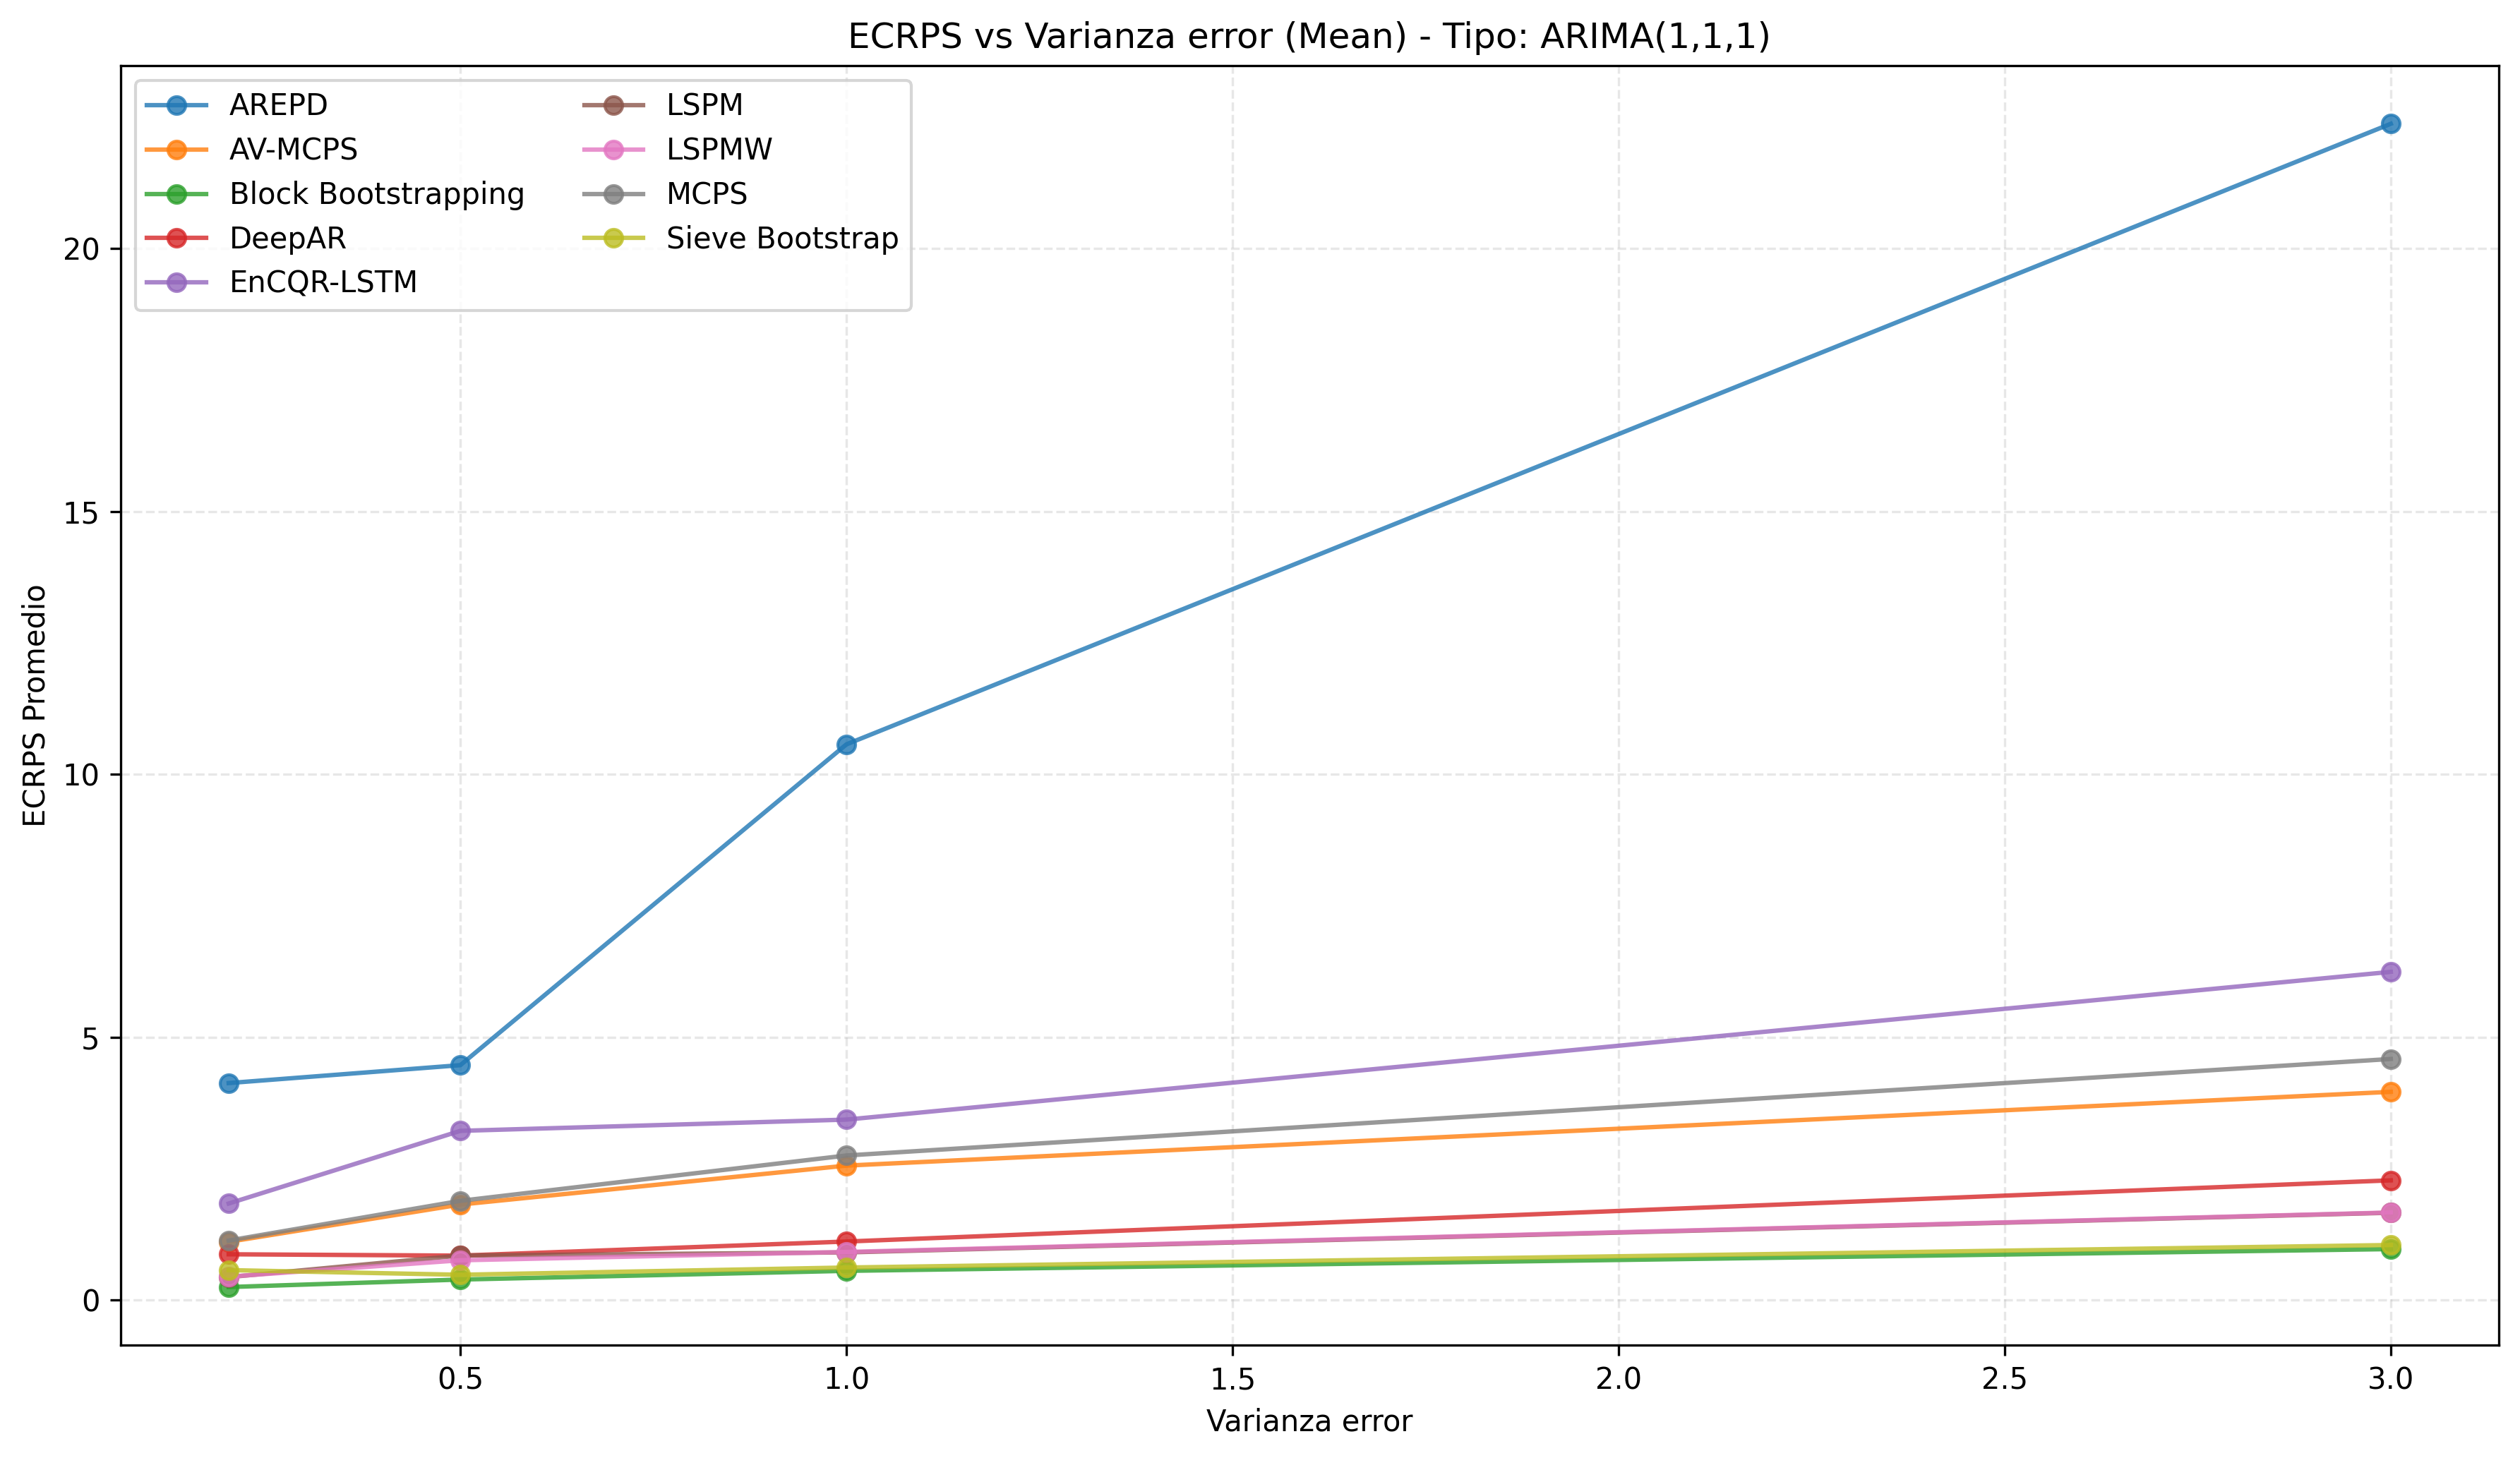 ECRPS vs Varianza error (Mean) - Tipo: ARIMA(1,1,1)
AREPD
AV-MCPS
Block Bootstrapping
DeepAR
EnCQR-LSTM
LSPM
LSPMW
MCPS
Sieve Bootstrap
ECRPS Promedio
20
15
10
5
0
0.5 1.0 1.5 2.0 2.5 3.0
Varianza error